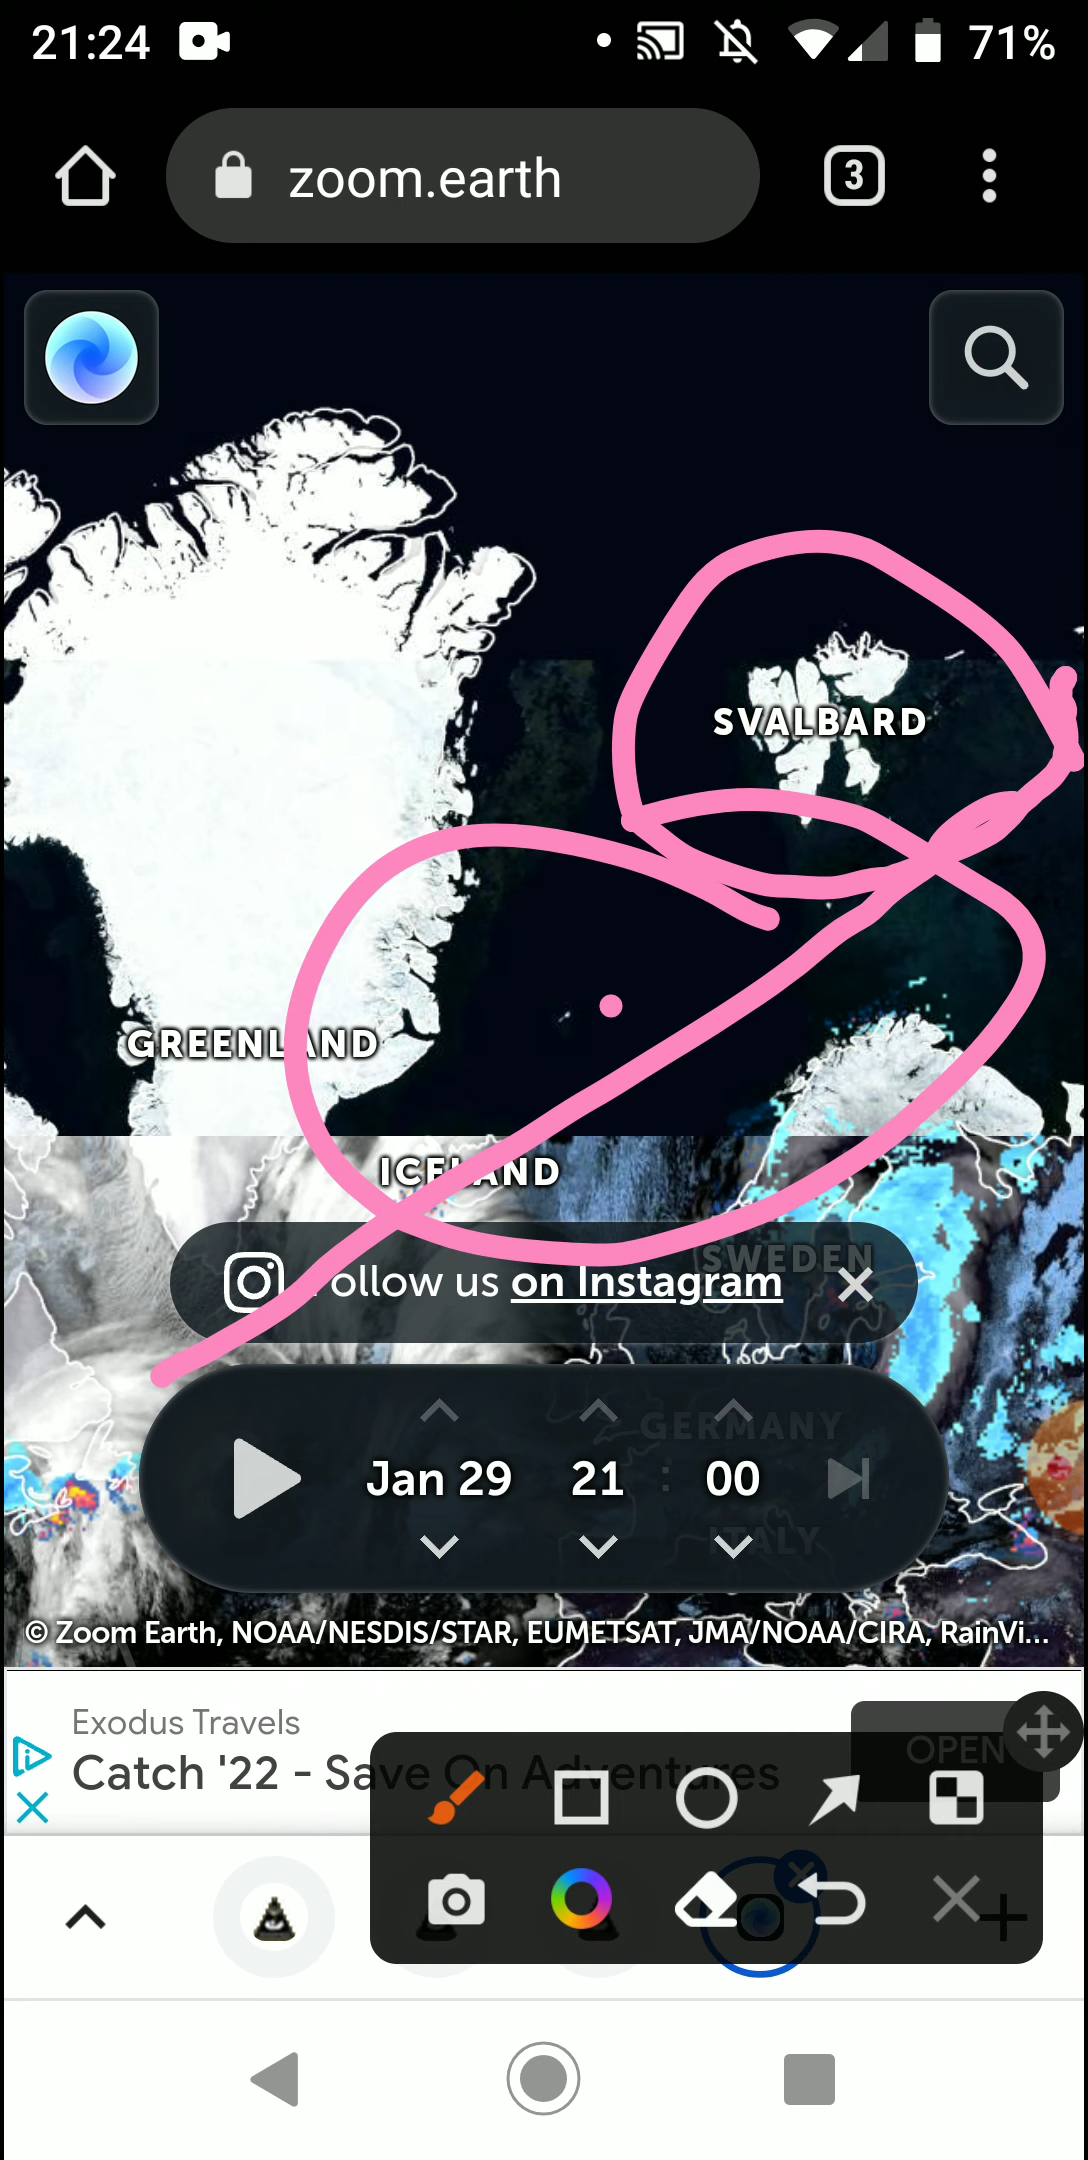 21:24
71%
zoom.earth
3
SVALBARD
GREENLAND
ICELAND
SWEDEN
ollow us on Instagram
GERMANY
Jan 29 21 : 00
ITALY
© Zoom Earth, NOAA/NESDIS/STAR, EUMETSAT, JMA/NOAA/CIRA, RainVi...
Exodus Travels
OPEN
Catch '22 - Save On Adventures